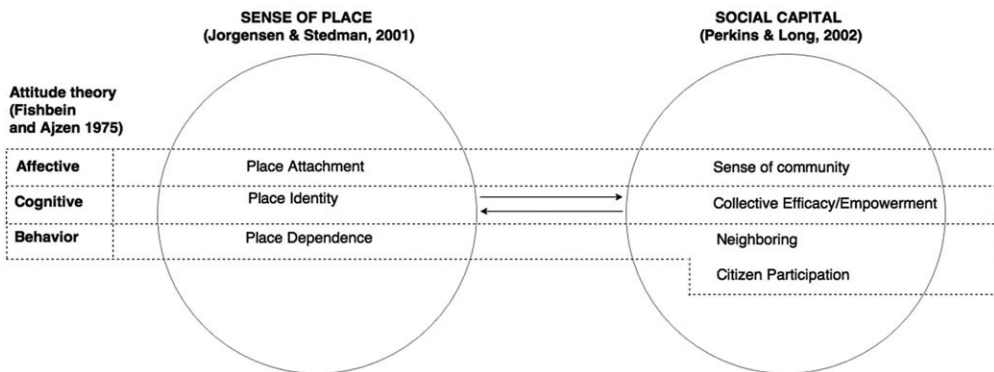 SENSE OF PLACE
(Jorgensen & Stedman, 2001)
SOCIAL CAPITAL
(Perkins & Long, 2002)
Attitude theory
(Fishbein
and Ajzen 1975)
Affective
Place Attachment
Sense of community
Cognitive
Place Identity
Collective Efficacy/Empowerment
Behavior
Place Dependence
Neighboring
Citizen Participation